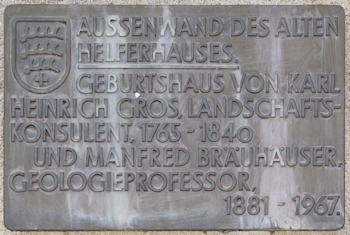 AUSSENWAND DES ALTEN
HELFERHAUSES.
GEBURTSHAUS VON KARL
HEINRICH GROS, LANDSCHAFTS-
KONSULENT, 1765 - 1840
UND MANFRED BRÄUHÄUSER,
GEOLOGIEPROFESSOR,
1881 - 1967.